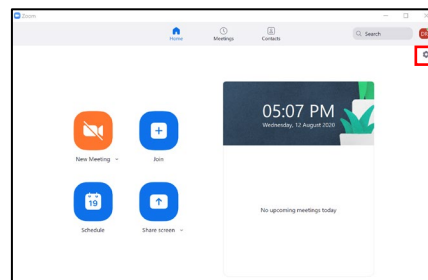 Zoom
Home
Meetings
Contacts
Search
DE
05:07 PM
Wednesday, 12 August 2020
New Meeting
Join
19
Schedule
Share screen
No upcoming meetings today